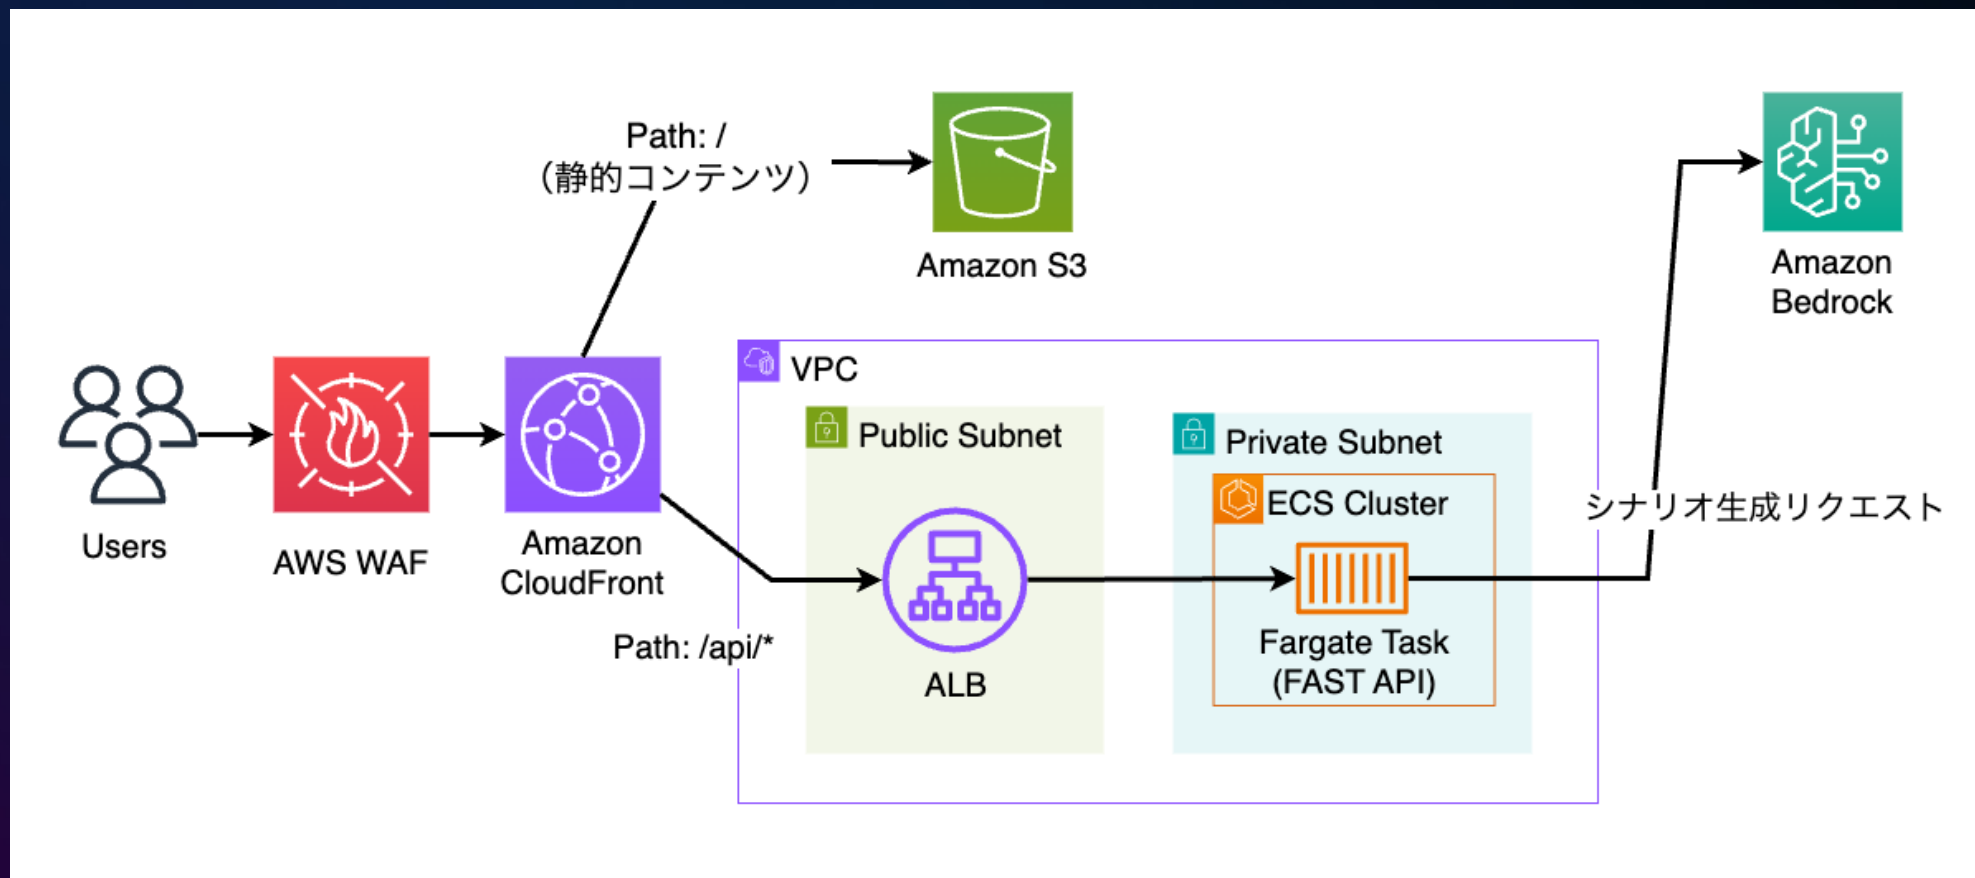 Path: /
（静的コンテンツ）
Amazon S3
Amazon
Bedrock
VPC
Public Subnet
Private Subnet
ECS Cluster
シナリオ生成リクエスト
Users
AWS WAF
Amazon
CloudFront
Path: /api/*
ALB
Fargate Task
(FAST API)